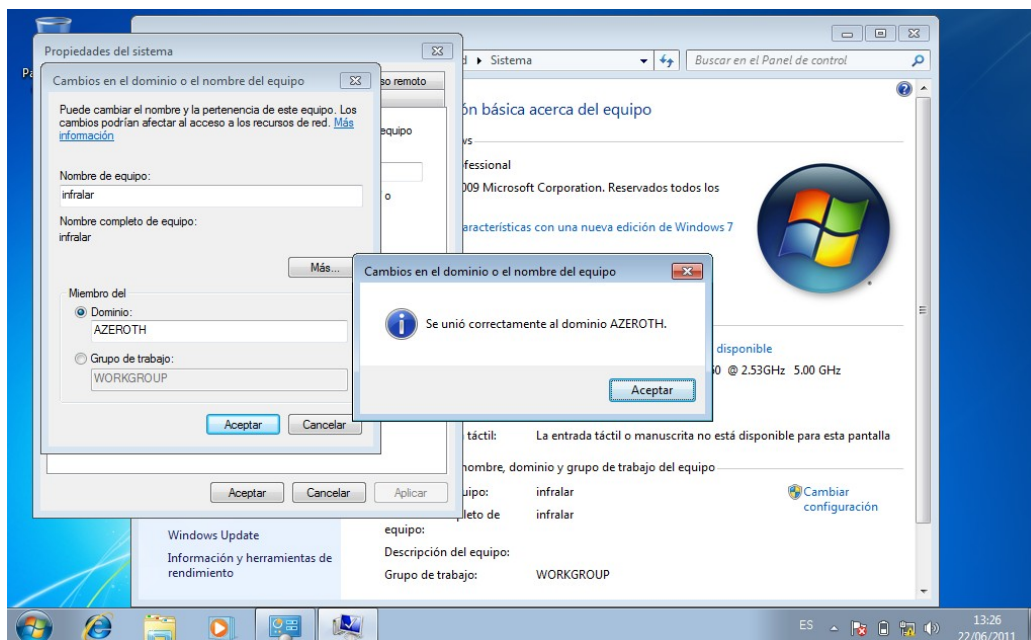 Propiedades del sistema
so remoto
equipo
o
Cambios en el dominio o el nombre del equipo
Puede cambiar el nombre y la pertenencia de este equipo. Los
cambios podrían afectar al acceso a los recursos de red. Más
información
Nombre de equipo:
infralar
Nombre completo de equipo:
infralar
Más...
Miembro del
Dominio:
AZEROTH
Grupo de trabajo:
WORKGROUP
Aceptar Cancelar
Aceptar Cancelar Aplicar
Cambios en el dominio o el nombre del equipo
Se unió correctamente al dominio AZEROTH.
Aceptar
Sistema
Buscar en el Panel de control
ón básica acerca del equipo
fessional
009 Microsoft Corporation. Reservados todos los
aracterísticas con una nueva edición de Windows 7
disponible
@ 2.53GHz 5.00 GHz
táctil: La entrada táctil o manuscrita no está disponible para esta pantalla
nombre, dominio y grupo de trabajo del equipo
uipo: infralar
Cambiar
configuración
leto de infralar
equipo:
Descripción del equipo:
Grupo de trabajo: WORKGROUP
Windows Update
Información y herramientas de
rendimiento
ES
13:26
22/06/2011